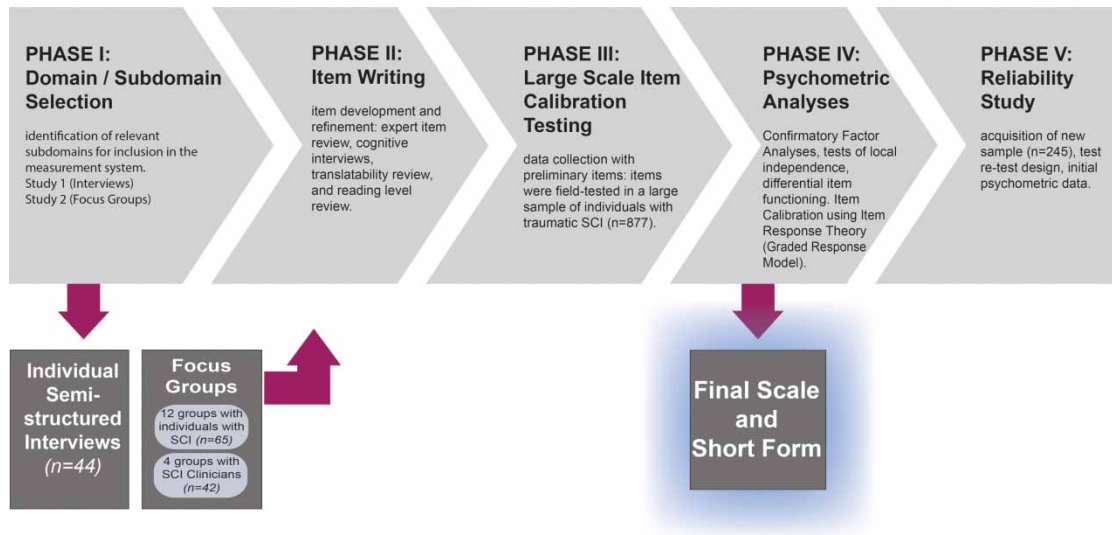 PHASE I:
Domain / Subdomain
Selection
identification of relevant
subdomains for inclusion in the
measurement system.
Study 1 (Interviews)
Study 2 (Focus Groups)
PHASE II:
Item Writing
item development and
refinement: expert item
review, cognitive
interviews,
translatability review,
and reading level
review.
PHASE III:
Large Scale Item
Calibration
Testing
data collection with
preliminary items: items
were field-tested in a large
sample of individuals with
traumatic SCI (n=877).
PHASE IV:
Psychometric
Analyses
Confirmatory Factor
Analyses, tests of local
independence,
differential item
functioning. Item
Calibration using Item
Response Theory
(Graded Response
Model).
PHASE V:
Reliability
Study
acquisition of new
sample (n=245), test
re-test design, initial
psychometric data.
Individual
Semi-
structured
Interviews
(n=44)
Focus
Groups
12 groups with
individuals with
SCI (n=65)
4 groups with
SCI Clinicians
(n=42)
Final Scale
and
Short Form